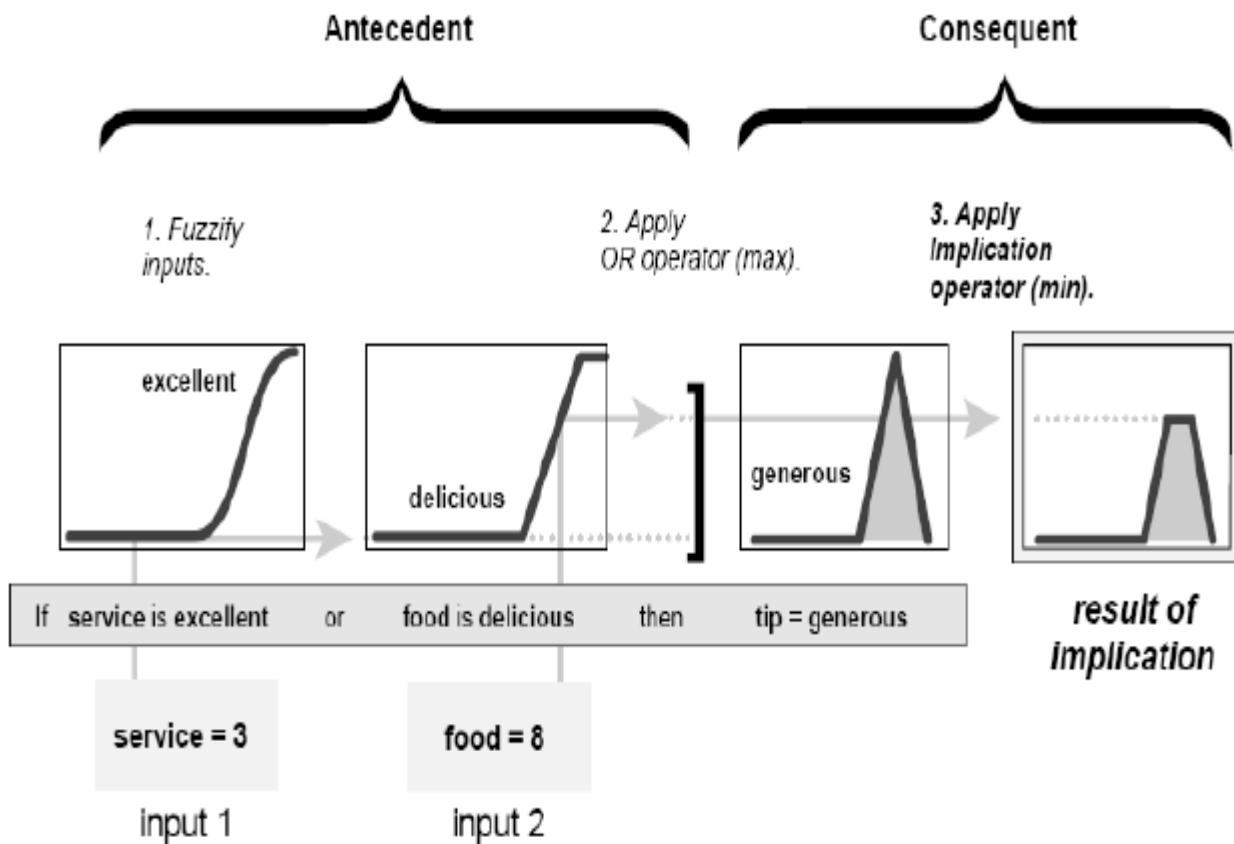 Antecedent
Consequent
1. Fuzzify
inputs.
2. Apply
OR operator (max).
3. Apply
Implication
operator (min).
excellent
delicious
generous
If service is excellent or food is delicious then tip = generous
result of
implication
service = 3
food = 8
input 1
input 2